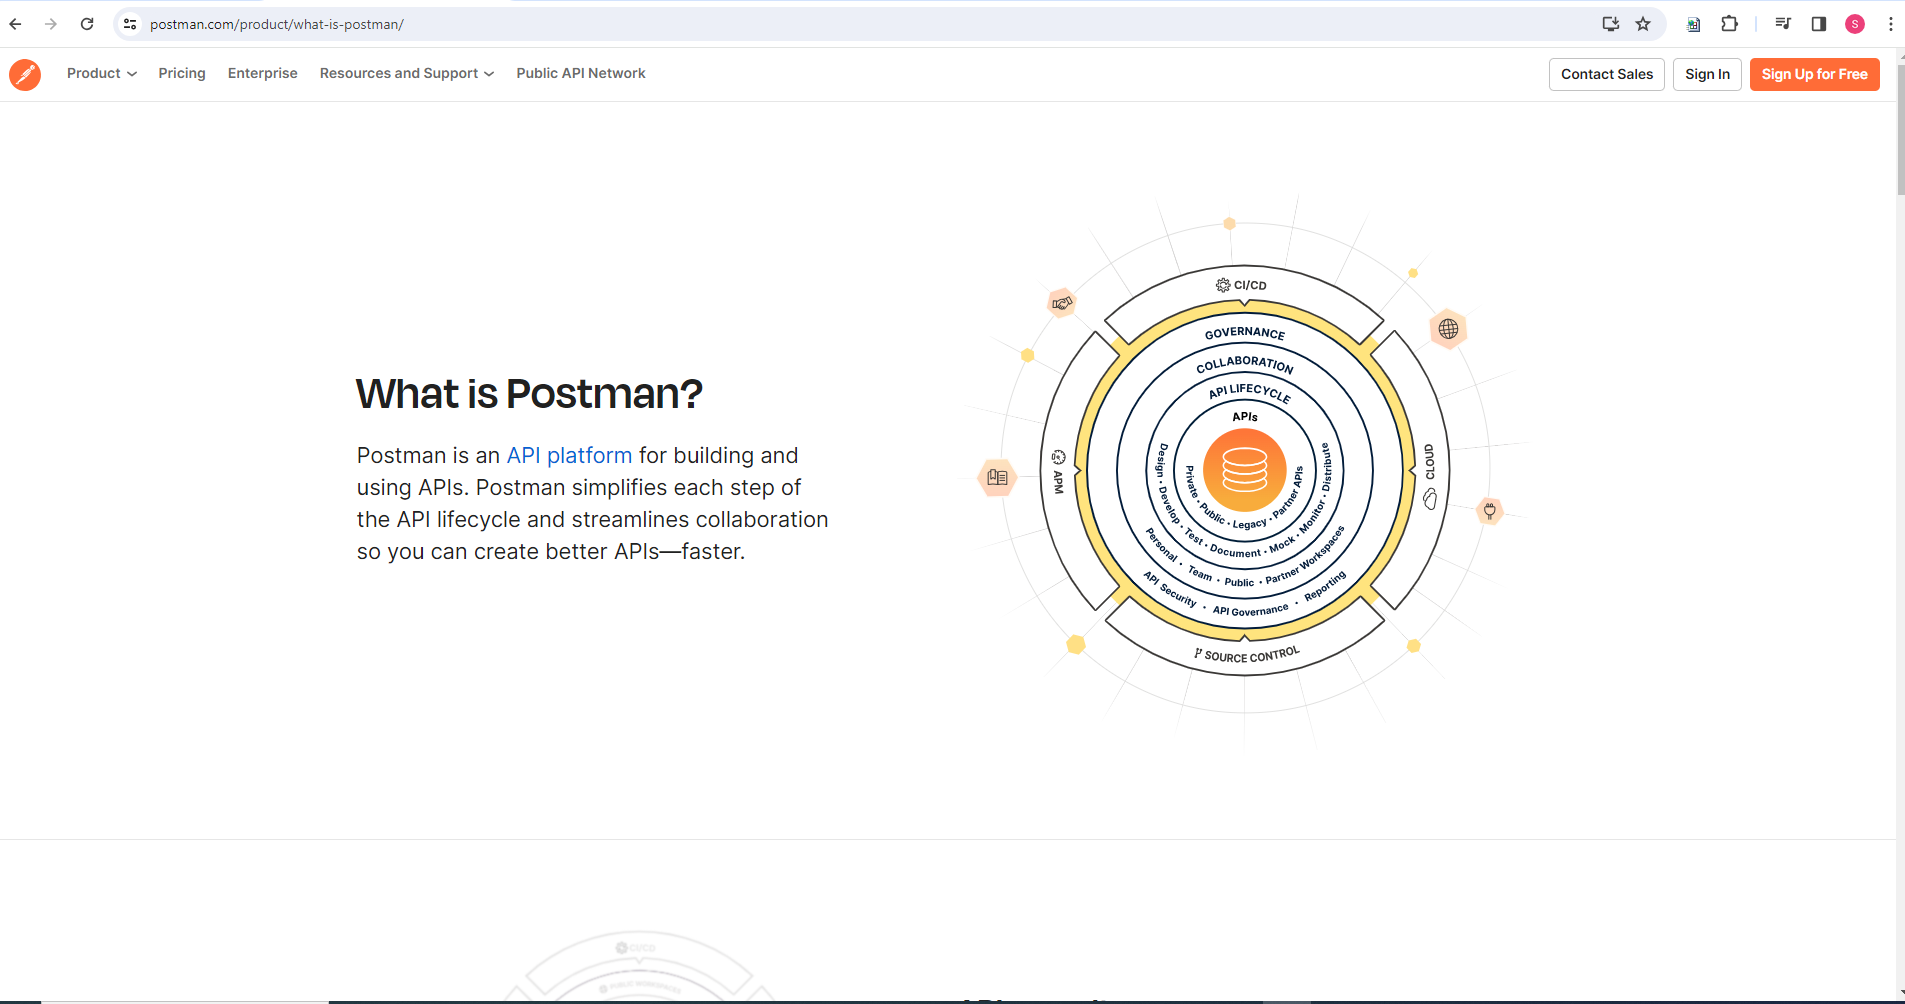 postman.com/product/what-is-postman/
S
Product
Pricing
Enterprise
Resources and Support
Public API Network
Contact Sales
Sign In
Sign Up for Free
What is Postman?
Postman is an API platform for building and
using APIs. Postman simplifies each step of
the API lifecycle and streamlines collaboration
so you can create better APIs—faster.
CI/CD
GOVERNANCE
COLLABORATION
API LIFECYCLE
APIs
Private • Public • Legacy • Partner APIs
Design • Develop • Test • Document • Mock • Monitor • Distribute
Personal • Team • Public • Partner Workspaces
API Security • API Governance • Reporting
APM
CLOUD
SOURCE CONTROL
CI/CD
PUBLIC WORKSPACES